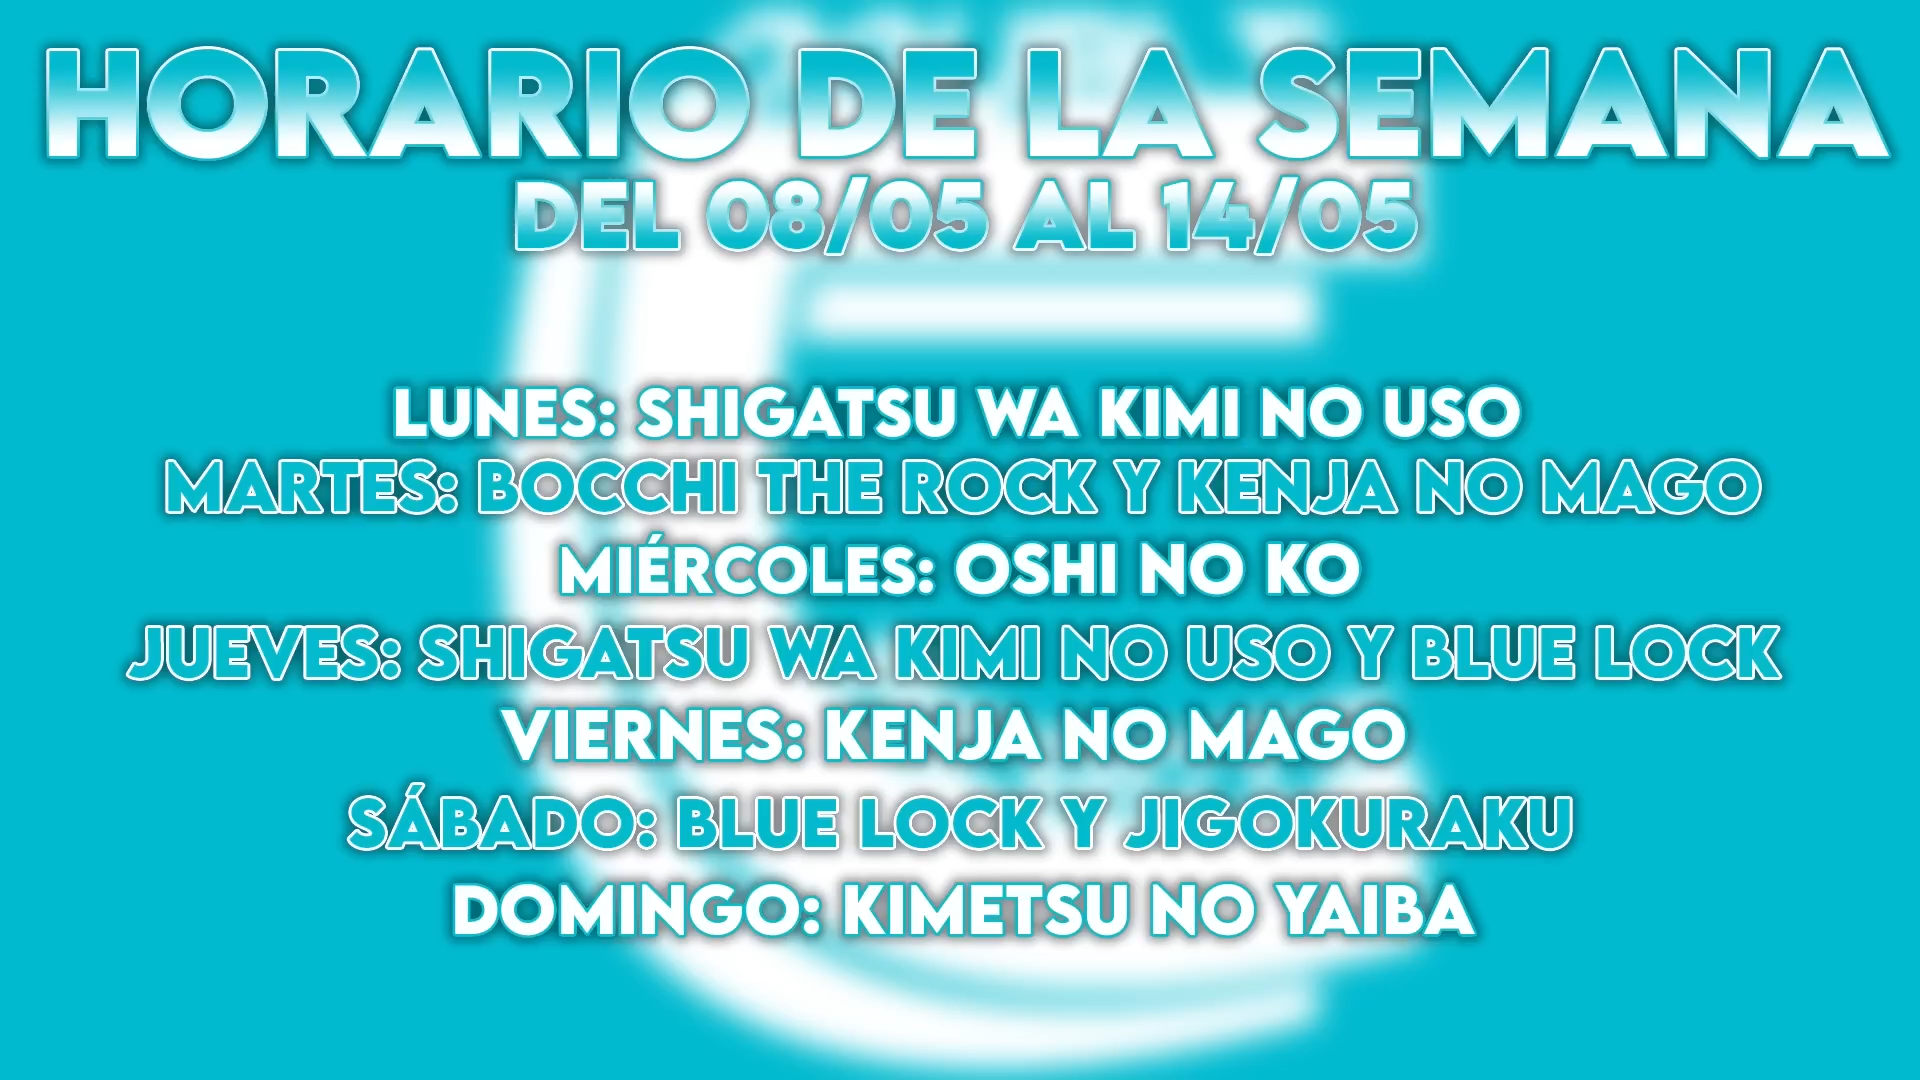 HORARIO DE LA SEMANA
DEL 08/05 AL 14/05
LUNES: SHIGATSU WA KIMI NO USO
MARTES: BOCCHI THE ROCK Y KENJA NO MAGO
MIÉRCOLES: OSHI NO KO
JUEVES: SHIGATSU WA KIMI NO USO Y BLUE LOCK
VIERNES: KENJA NO MAGO
SÁBADO: BLUE LOCK Y JIGOKURAKU
DOMINGO: KIMETSU NO YAIBA